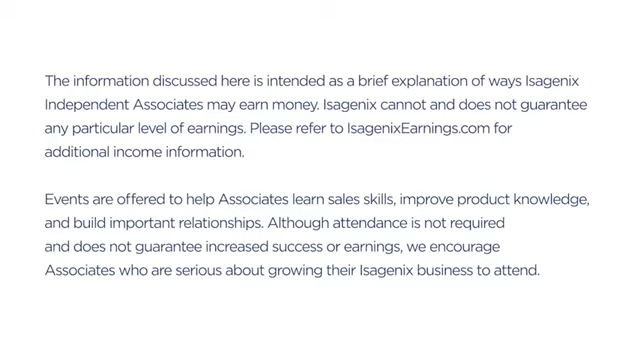 The information discussed here is intended as a brief explanation of ways Isagenix
Independent Associates may earn money. Isagenix cannot and does not guarantee
any particular level of earnings. Please refer to IsagenixEarnings.com for
additional income information.
Events are offered to help Associates learn sales skills, improve product knowledge,
and build important relationships. Although attendance is not required
and does not guarantee increased success or earnings, we encourage
Associates who are serious about growing their Isagenix business to attend.